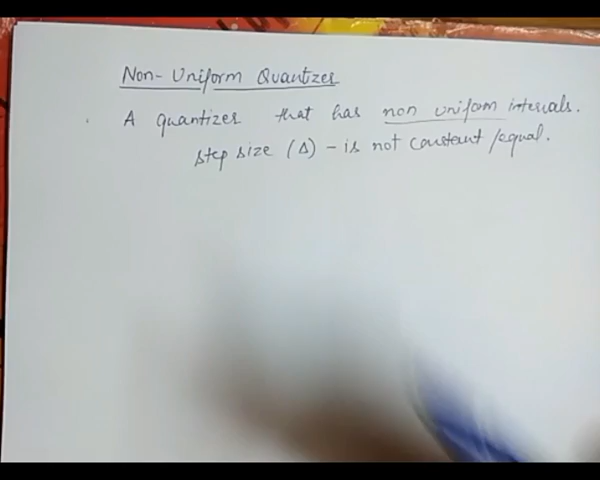 Non-Uniform Quantizer
A quantizer that has non uniform intervals.
step size (Δ) - is not constant/equal.